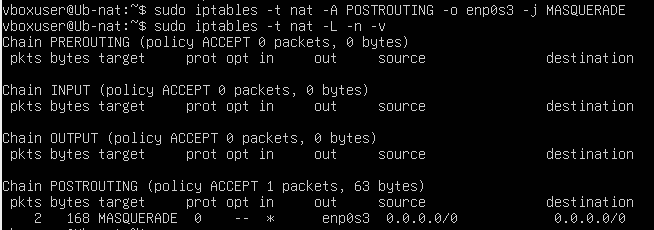 vboxuser@Ub-nat:~$ sudo iptables -t nat -A POSTROUTING -o enp0s3 -j MASQUERADE
vboxuser@Ub-nat:~$ sudo iptables -t nat -L -n -v
Chain PREROUTING (policy ACCEPT 0 packets, 0 bytes)
 pkts bytes target     prot opt in     out     source               destination

Chain INPUT (policy ACCEPT 0 packets, 0 bytes)
 pkts bytes target     prot opt in     out     source               destination

Chain OUTPUT (policy ACCEPT 0 packets, 0 bytes)
 pkts bytes target     prot opt in     out     source               destination

Chain POSTROUTING (policy ACCEPT 1 packets, 63 bytes)
 pkts bytes target     prot opt in     out     source               destination
    2   168 MASQUERADE  0    --  *      enp0s3  0.0.0.0/0            0.0.0.0/0